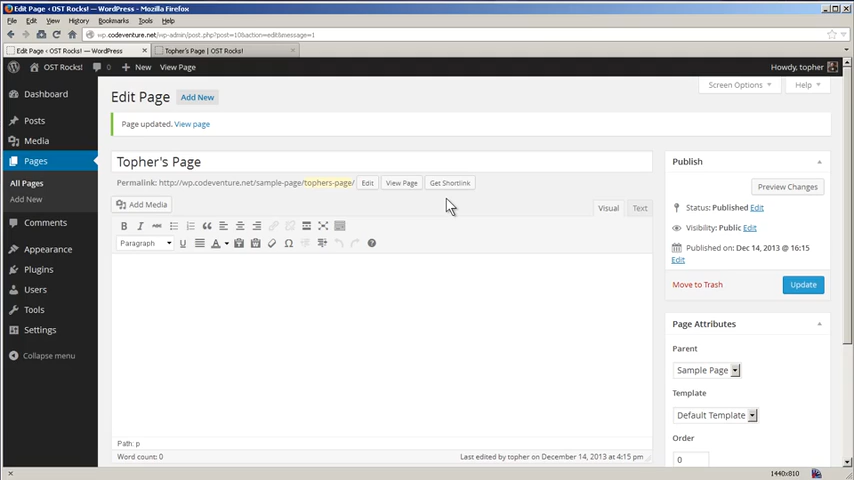 Edit Page ‹ OST Rocks! — WordPress - Mozilla Firefox
File Edit View History Bookmarks Tools Help
Edit Page ‹ OST Rocks! — WordPress
Topher's Page | OST Rocks!
wp.codeventure.net/wp-admin/post.php?post=10&action=edit&message=1
OST Rocks! 0 + New View Page Howdy, topher
Screen Options Help
Edit Page Add New
Page updated. View page
Dashboard
Posts
Media
Pages
All Pages
Add New
Comments
Appearance
Plugins
Users
Tools
Settings
Collapse menu
Topher's Page
Permalink: http://wp.codeventure.net/sample-page/tophers-page/ Edit View Page Get Shortlink
Add Media
Visual Text
B I ABC
Paragraph U A Ω ?
Path: p
Word count: 0 Last edited by topher on December 14, 2013 at 4:15 pm
Publish
Preview Changes
Status: Published Edit
Visibility: Public Edit
Published on: Dec 14, 2013 @ 16:15
Edit
Move to Trash Update
Page Attributes
Parent
Sample Page
Template
Default Template
Order
0
1440x810